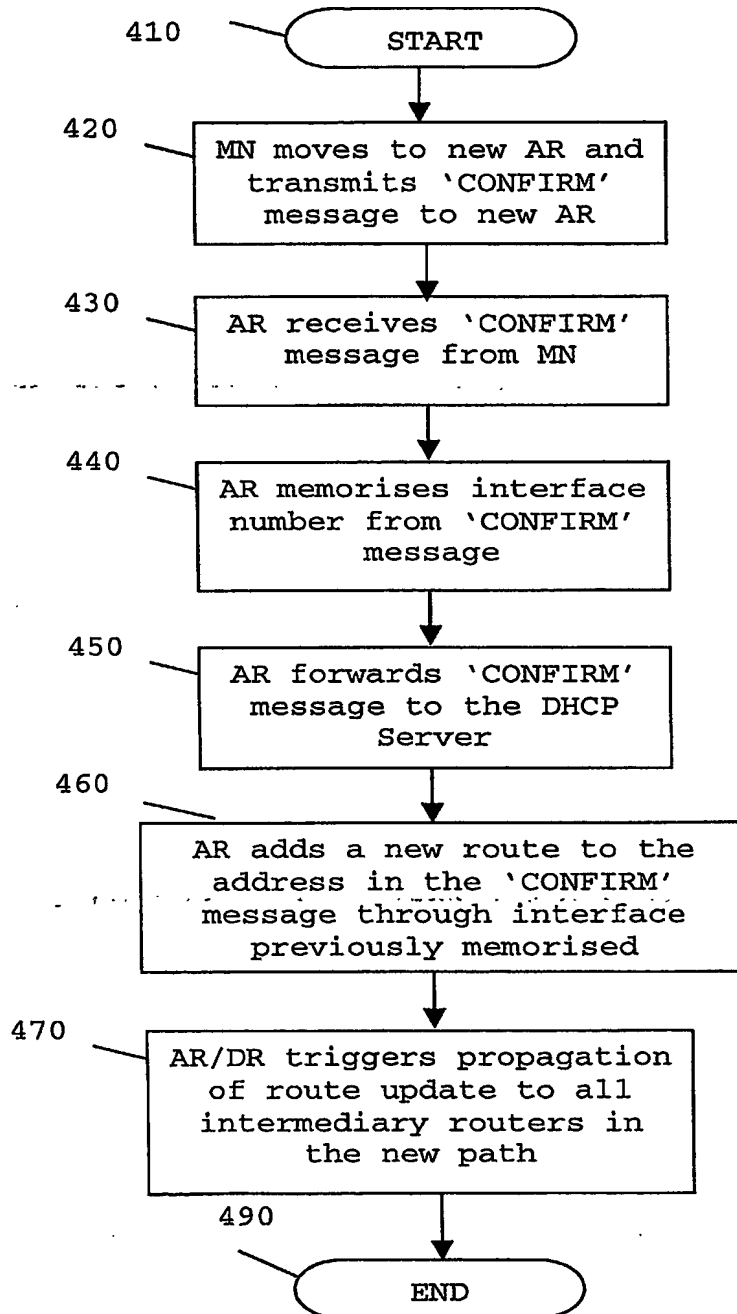 410
START
420
MN moves to new AR and
transmits ‘CONFIRM’
message to new AR
430
AR receives ‘CONFIRM’
message from MN
440
AR memorises interface
number from ‘CONFIRM’
message
450
AR forwards ‘CONFIRM’
message to the DHCP
Server
460
AR adds a new route to the
address in the ‘CONFIRM’
message through interface
previously memorised
470
AR/DR triggers propagation
of route update to all
intermediary routers in
the new path
490
END